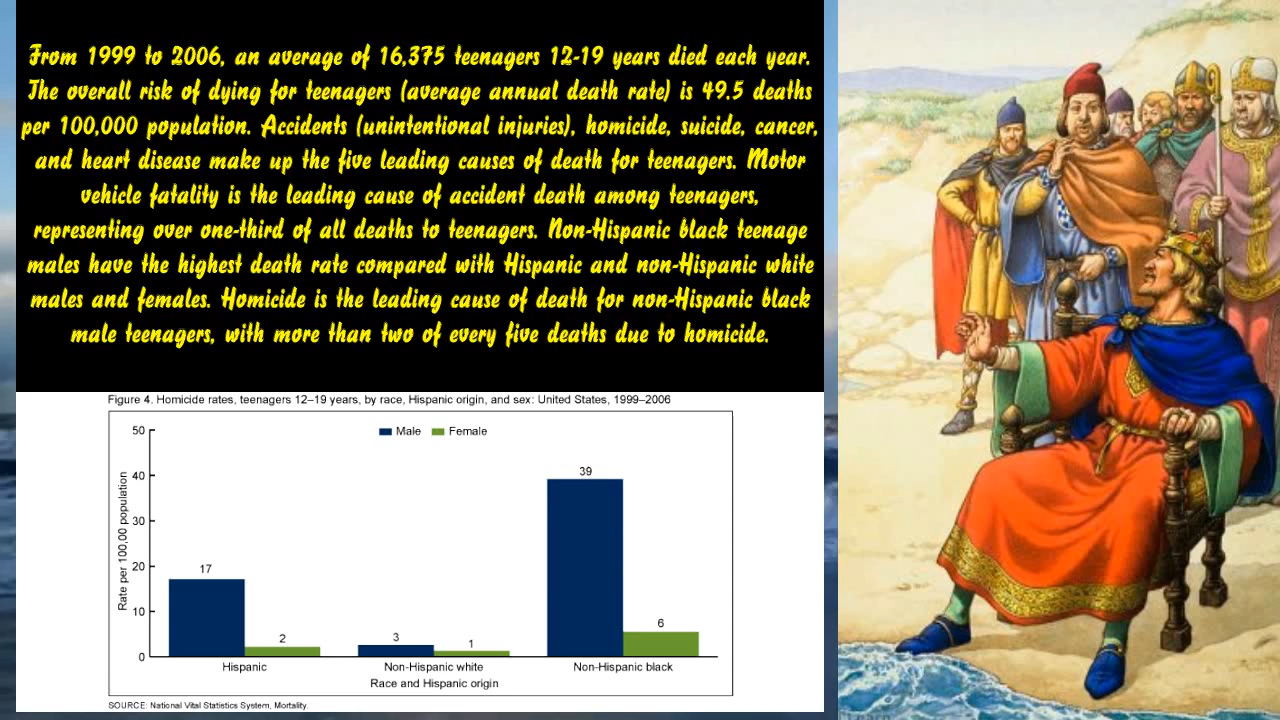 From 1999 to 2006, an average of 16,375 teenagers 12-19 years died each year.
The overall risk of dying for teenagers (average annual death rate) is 49.5 deaths
per 100,000 population. Accidents (unintentional injuries), homicide, suicide, cancer,
and heart disease make up the five leading causes of death for teenagers. Motor
vehicle fatality is the leading cause of accident death among teenagers,
representing over one-third of all deaths to teenagers. Non-Hispanic black teenage
males have the highest death rate compared with Hispanic and non-Hispanic white
males and females. Homicide is the leading cause of death for non-Hispanic black
male teenagers, with more than two of every five deaths due to homicide.
Figure 4. Homicide rates, teenagers 12–19 years, by race, Hispanic origin, and sex: United States, 1999–2006
Male Female
Rate per 100,00 population
50
40
30
20
10
0
17
2
3
1
39
6
Hispanic
Non-Hispanic white
Non-Hispanic black
Race and Hispanic origin
SOURCE: National Vital Statistics System, Mortality.